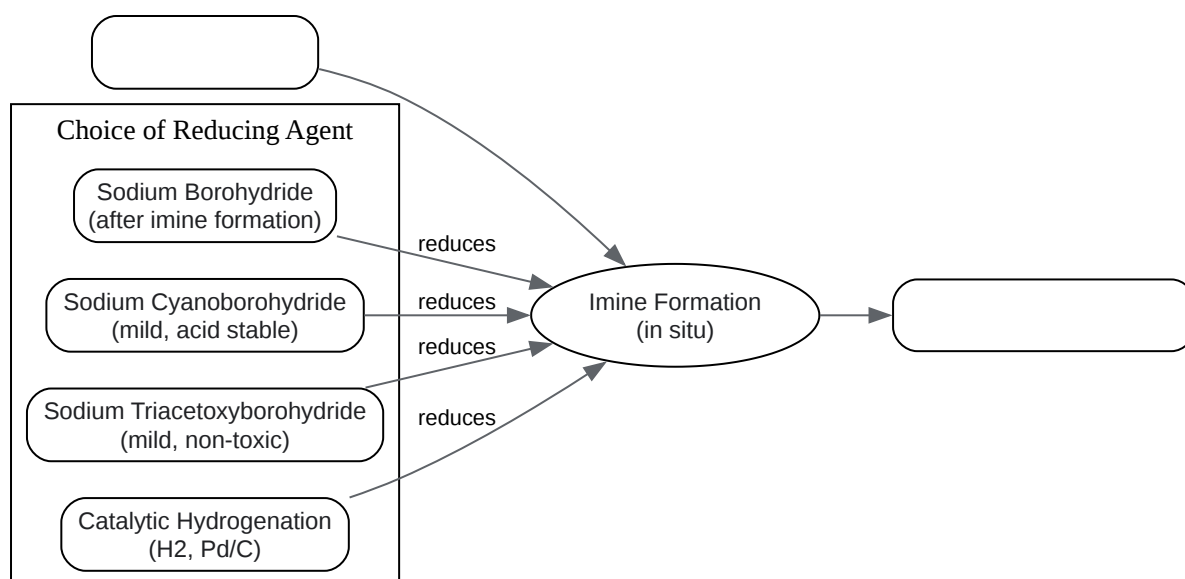 Choice of Reducing Agent
Sodium Borohydride
(after imine formation)
reduces
Sodium Cyanoborohydride
(mild, acid stable)
reduces
Imine Formation
(in situ)
reduces
Sodium Triacetoxyborohydride
(mild, non-toxic)
reduces
Catalytic Hydrogenation
(H2, Pd/C)